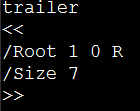 trailer
<<
/Root 1 0 R
/Size 7
>>